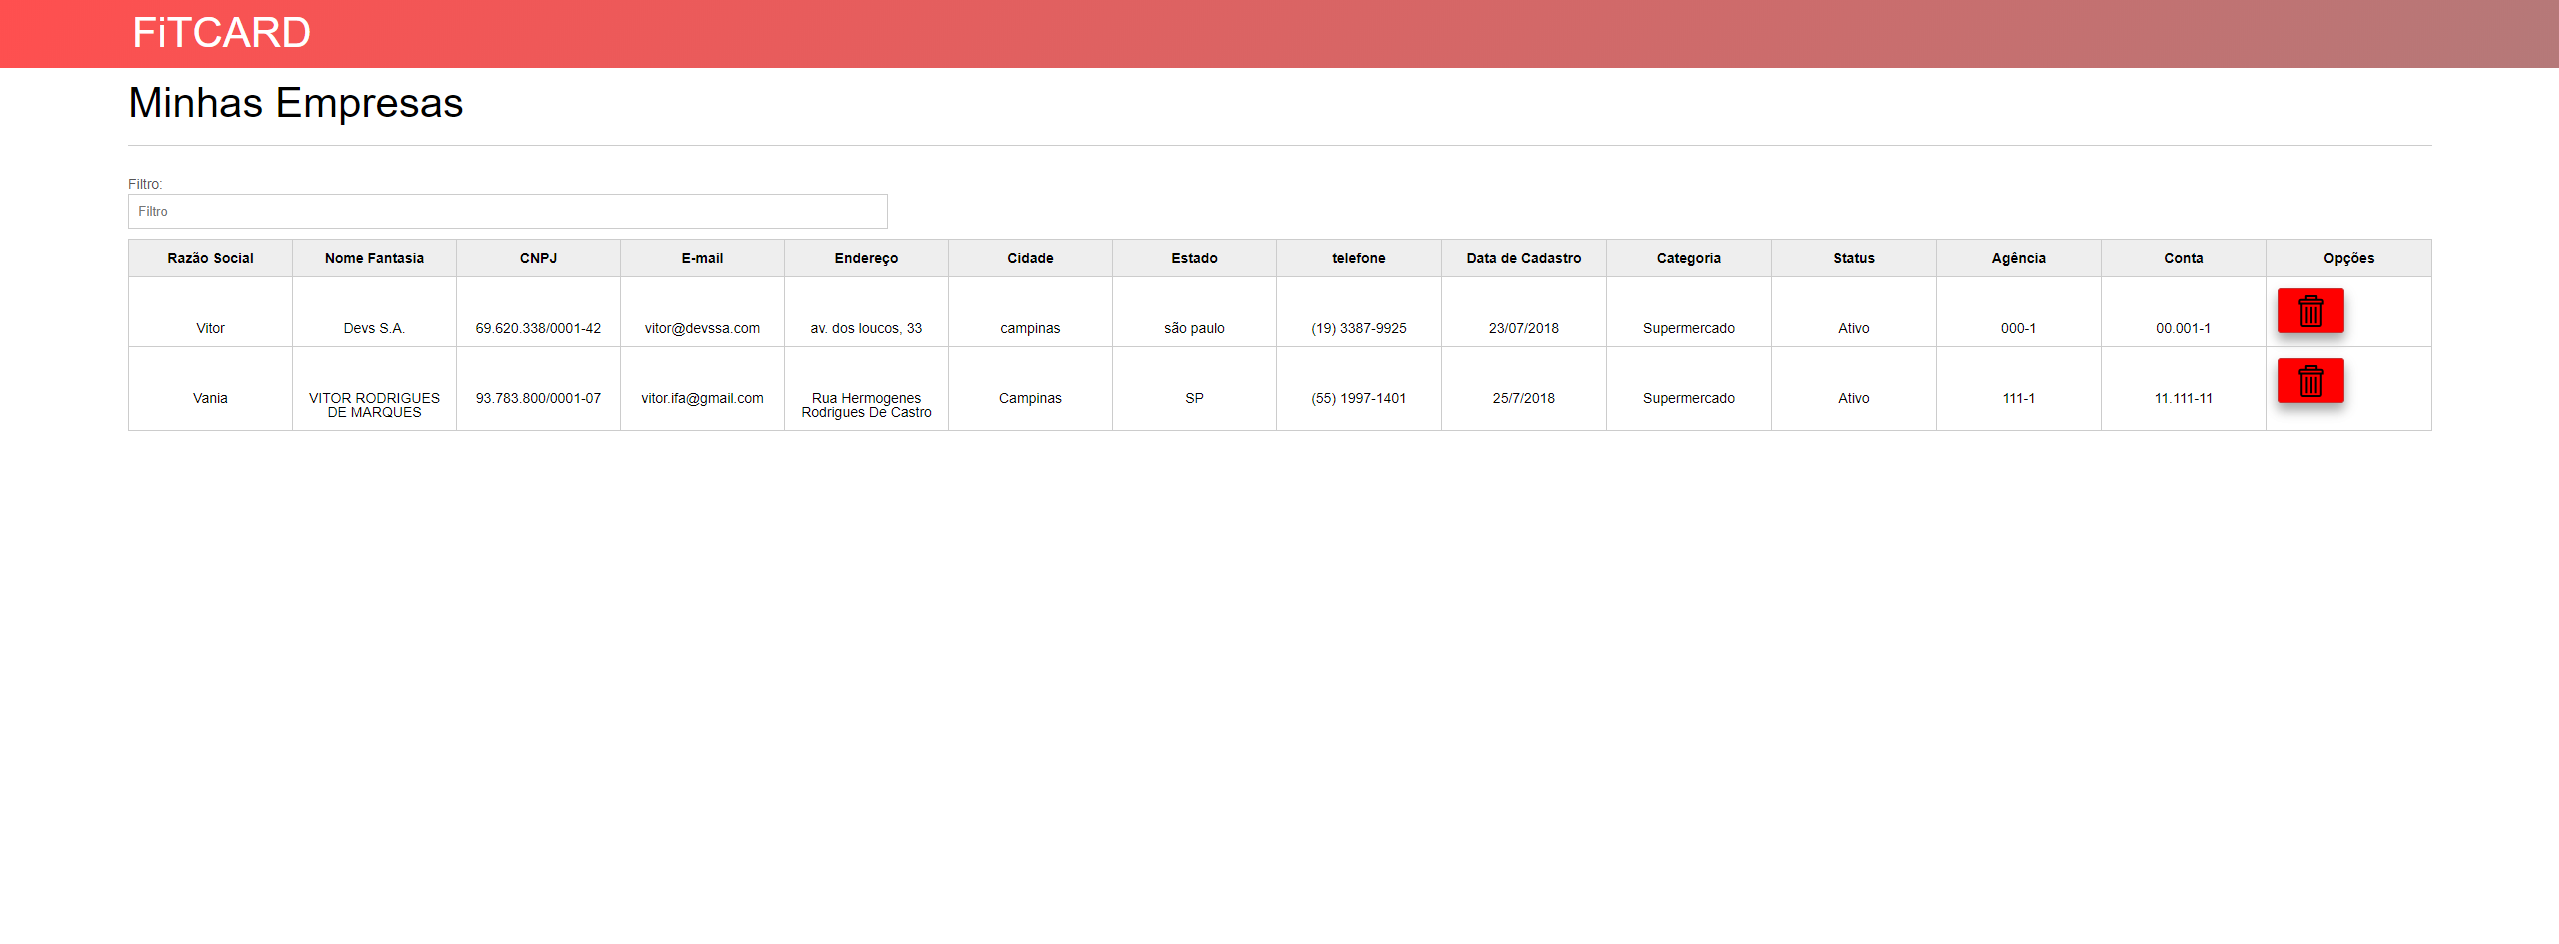 FiTCARD
Minhas Empresas
Filtro:
Filtro
Razão Social Nome Fantasia CNPJ E-mail Endereço Cidade Estado telefone Data de Cadastro Categoria Status Agência Conta Opções
Vitor Devs S.A. 69.620.338/0001-42 vitor@devssa.com av. dos loucos, 33 campinas são paulo (19) 3387-9925 23/07/2018 Supermercado Ativo 000-1 00.001-1
Vania VITOR RODRIGUES 93.783.800/0001-07 vitor.ifa@gmail.com Rua Hermogenes Campinas SP (55) 1997-1401 25/7/2018 Supermercado Ativo 111-1 11.111-11
DE MARQUES Rodrigues De Castro